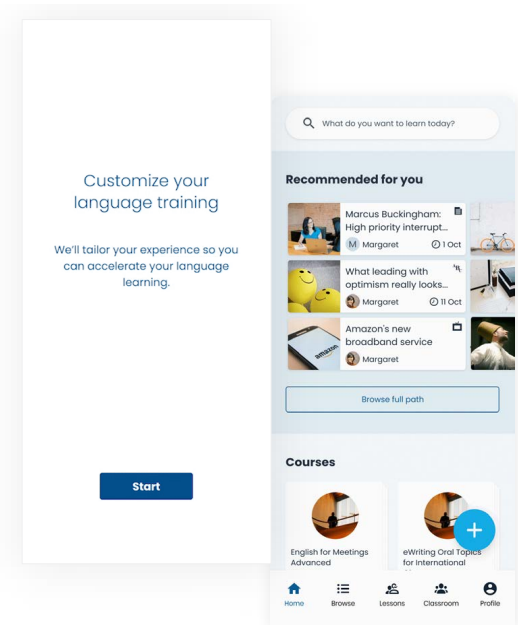 Customize your
language training
We'll tailor your experience so you
can accelerate your language
learning.
Start
What do you want to learn today?
Recommended for you
Marcus Buckingham:
High priority interrupt...
M Margaret 1 Oct
What leading with
optimism really looks...
Margaret 11 Oct
amazon
Amazon's new
broadband service
Margaret
Browse full path
Courses
English for Meetings
Advanced
eWriting Oral Topics
for International
Home Browse Lessons Classroom Profile